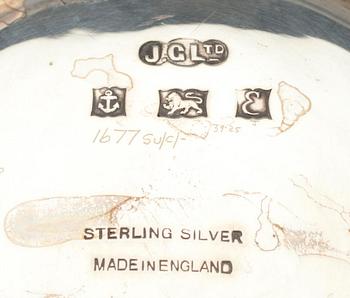 J.G LTD
ℰ
1677
39.25
STERLING SILVER
MADE IN ENGLAND